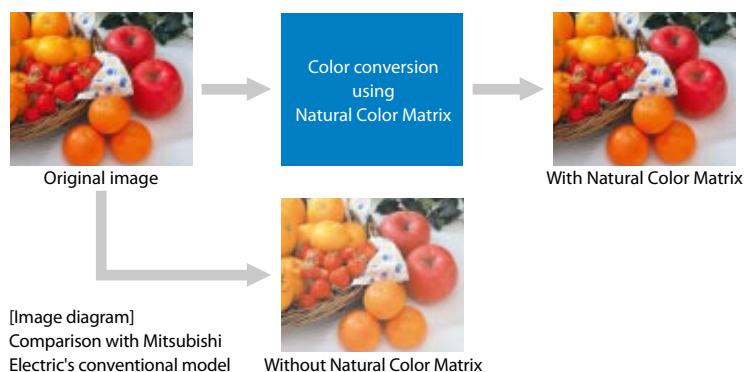 Color conversion
using
Natural Color Matrix
Original image
With Natural Color Matrix
[Image diagram]
Comparison with Mitsubishi
Electric's conventional model
Without Natural Color Matrix